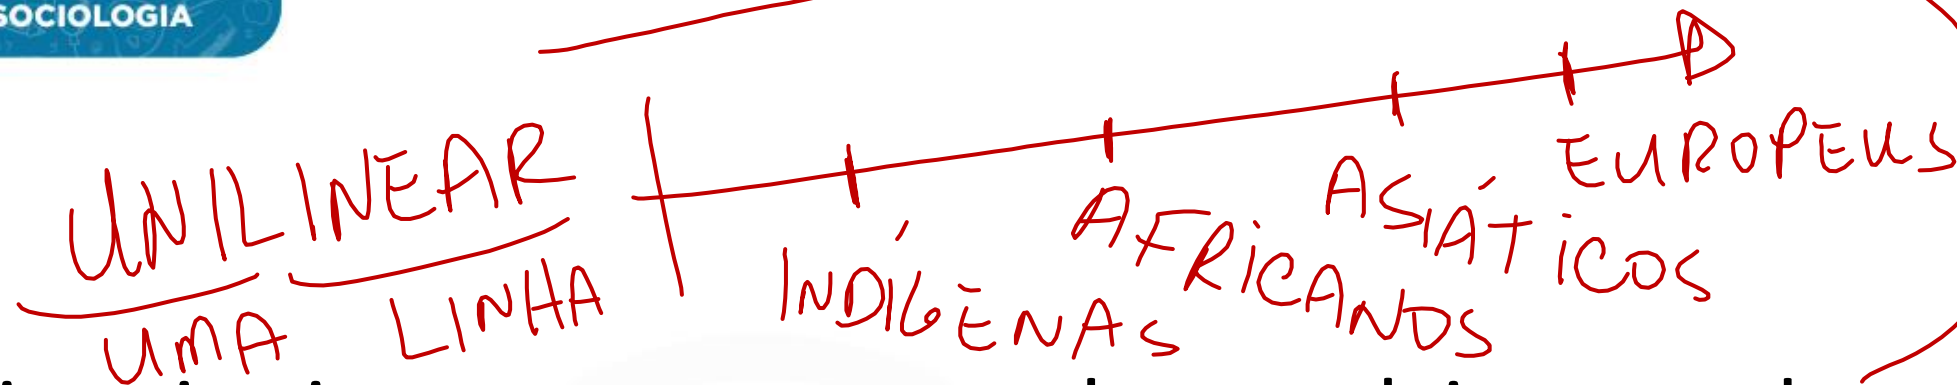 SOCIOLOGIA
UNILINEAR
UMA LINHA
INDÍGENAS
AFRICANOS
ASIÁTICOS
EUROPEUS